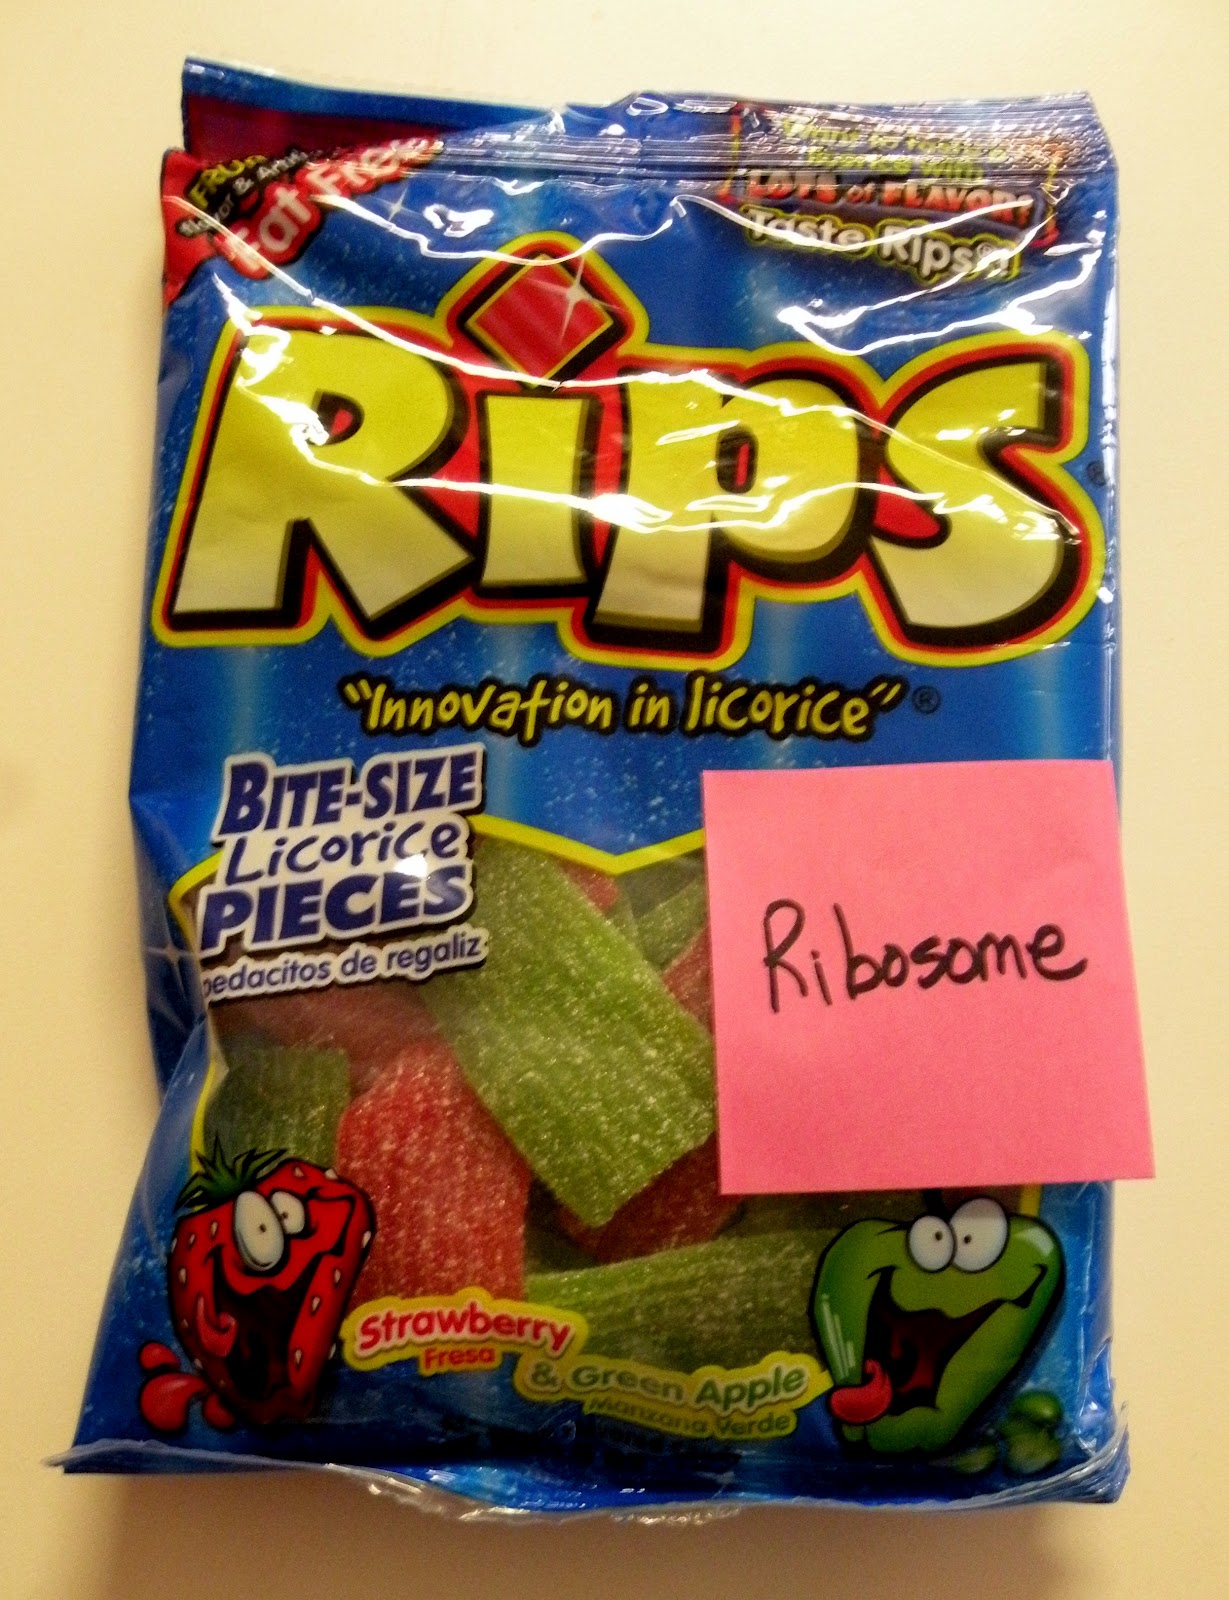 Flavor &
Fat Free
LOTS of FLAVOR?
Taste Rips®!
Rips
"Innovation in licorice"®
BITE-SIZE
Licorice
PIECES
pedacitos de regaliz
Ribosome
Strawberry
Fresa
& Green Apple
Manzana Verde